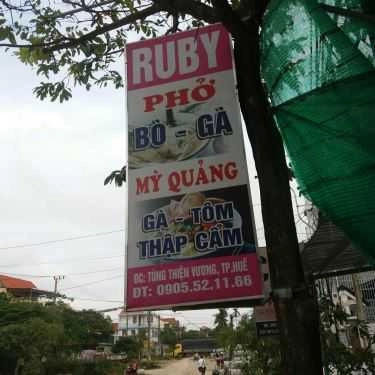 RUBY
PHỞ
BÒ - GÀ
MỲ QUẢNG
GÀ - TÔM
THẬP CẨM
ĐC: TÙNG THIỆN VƯƠNG, TP.HUẾ
ĐT: 0905.52.11.66